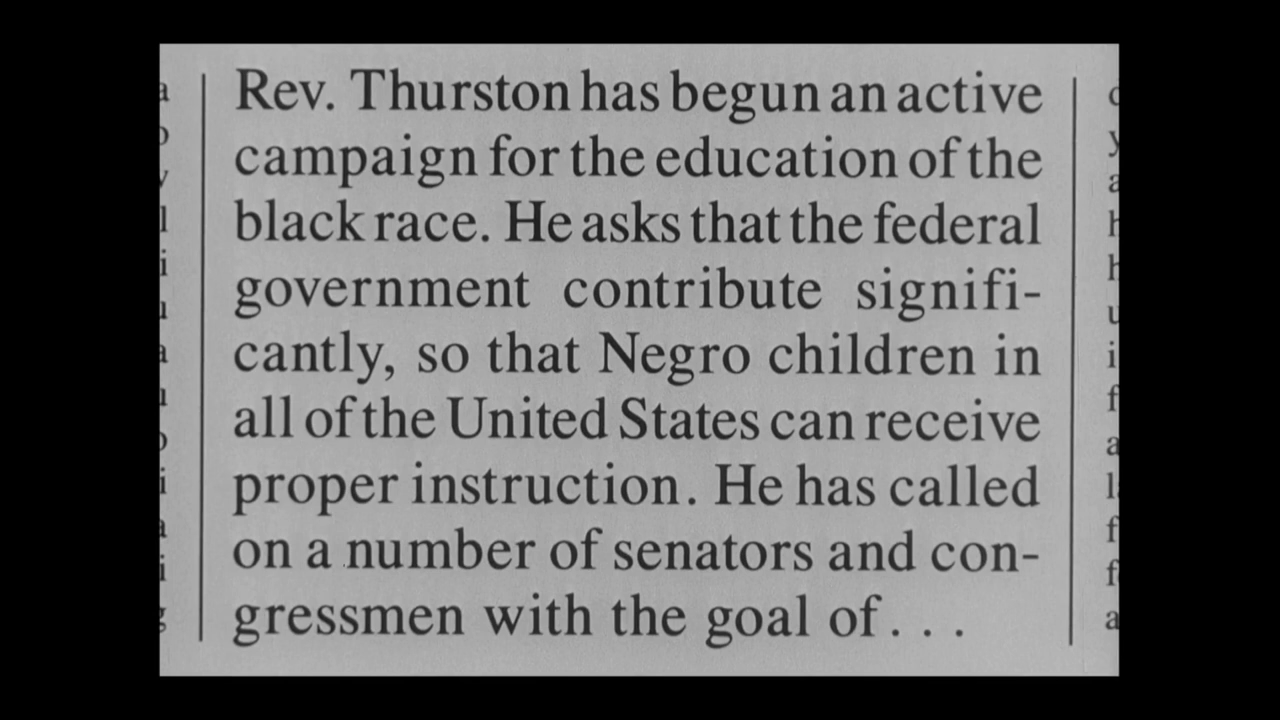 Rev. Thurston has begun an active
campaign for the education of the
black race. He asks that the federal
government contribute signifi-
cantly, so that Negro children in
all of the United States can receive
proper instruction. He has called
on a number of senators and con-
gressmen with the goal of . . .